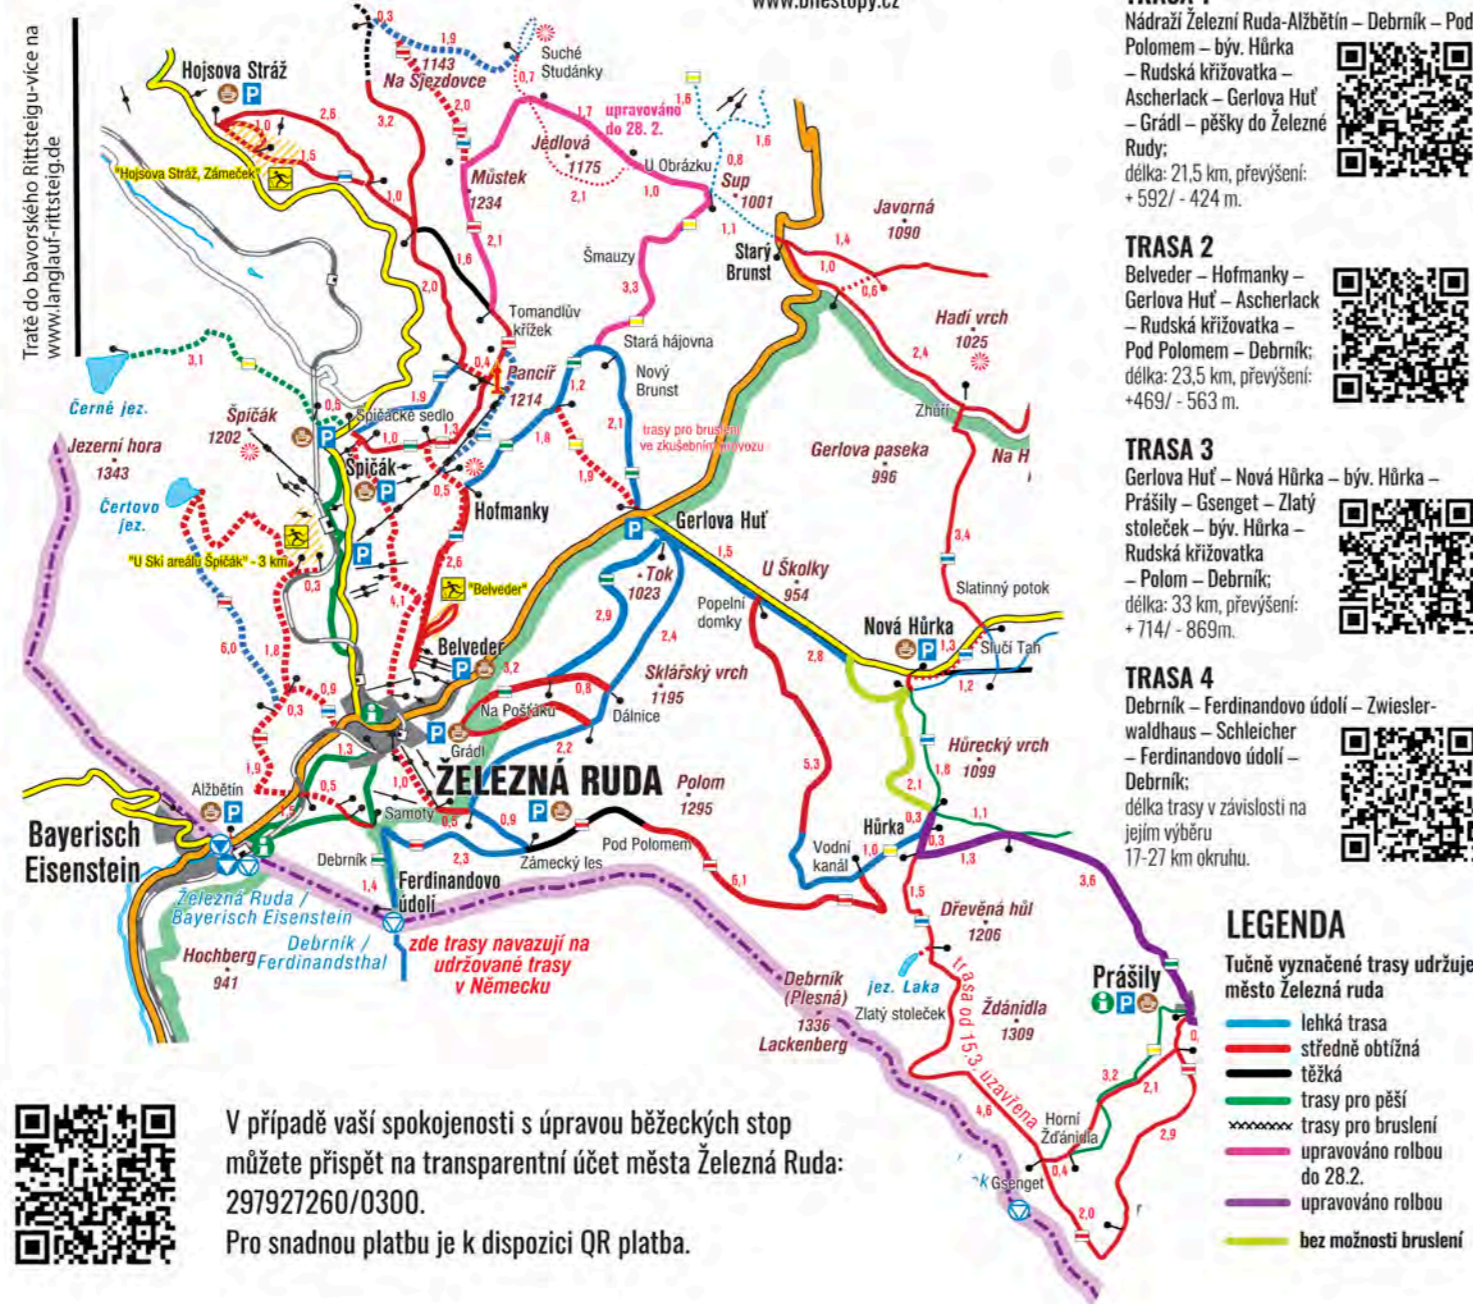 www.bilestopy.cz
Tratě do bavorského Rittsteigu-více na
www.langlauf-rittsteig.de
Hojsova Stráž
P
"Hojsova Stráž, Zámeček"
1143
Na Sjezdovce
Suché
Studánky
upravováno
do 28. 2.
Jedlová
1175
U Obrázku
Můstek
1234
Sup
1001
Javorná
1090
Starý
Brunst
Šmauzy
Tomandlův
křížek
Stará hájovna
Hadí vrch
1025
Nový
Brunst
Pancíř
1214
Černé jez.
Špičák
1202
Špičácké sedlo
Jezerní hora
1343
trasy pro bruslení
ve zkušebním provozu
Zhůří
Gerlova paseka
996
Na H
Špičák
P
Čertovo
jez.
Hofmanky
Gerlova Huť
P
"U Ski areálu Špičák" - 3 km
Tok
1023
U Školky
954
Popelní
domky
"Belveder"
Slatinný potok
Nová Hůrka
P
Slučí Tah
Belveder
P
Sklářský vrch
1195
Na Pošťáku
Dálnice
Grádl
P
Hůrecký vrch
1099
ŽELEZNÁ RUDA
Polom
1295
Alžbětín
P
Samoty
Bayerisch
Eisenstein
Debrník
Zámecký les
Pod Polomem
Vodní
kanál
Hůrka
Ferdinandovo
údolí
Železná Ruda /
Bayerisch Eisenstein
Debrník /
Ferdinandsthal
Hochberg
941
zde trasy navazují na
udržované trasy
v Německu
Dřevěná hůl
1206
jez. Laka
Debrník
(Plesná)
1336
Lackenberg
Zlatý stoleček
Ždánidla
1309
Prášily
P
trasa od 15.3. uzavřena
Horní
Žďánidla
Gsenget
V případě vaší spokojenosti s úpravou běžeckých stop
můžete přispět na transparentní účet města Železná Ruda:
297927260/0300.
Pro snadnou platbu je k dispozici QR platba.
TRASA 1
Nádraží Železní Ruda-Alžbětín – Debrník – Pod
Polomem – býv. Hůrka
– Rudská křižovatka –
Ascherlack – Gerlova Huť
– Grádl – pěšky do Železné
Rudy;
délka: 21,5 km, převýšení:
+ 592/ - 424 m.
TRASA 2
Belveder – Hofmanky –
Gerlova Huť – Ascherlack
– Rudská křižovatka –
Pod Polomem – Debrník;
délka: 23,5 km, převýšení:
+469/ - 563 m.
TRASA 3
Gerlova Huť – Nová Hůrka – býv. Hůrka –
Prášily – Gsenget – Zlatý
stoleček – býv. Hůrka –
Rudská křižovatka
– Polom – Debrník;
délka: 33 km, převýšení:
+ 714/ - 869m.
TRASA 4
Debrník – Ferdinandovo údolí – Zwiesler-
waldhaus – Schleicher
– Ferdinandovo údolí –
Debrník;
délka trasy v závislosti na
jejím výběru
17-27 km okruhu.
LEGENDA
Tučně vyznačené trasy udržuje
město Železná ruda
lehká trasa
středně obtížná
těžká
trasy pro pěší
trasy pro bruslení
upravováno rolbou
do 28.2.
upravováno rolbou
bez možnosti bruslení